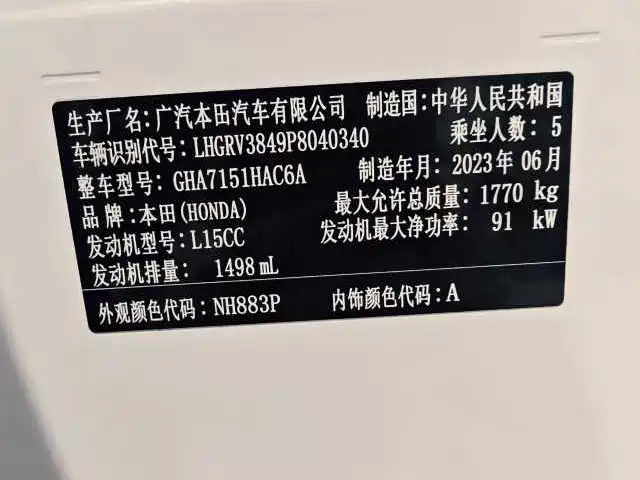 生产厂名:广汽本田汽车有限公司 制造国:中华人民共和国
车辆识别代号:LHGRV3849P8040340 乘坐人数:5
整车型号:GHA7151HAC6A 制造年月:2023年06月
品牌:本田(HONDA) 最大允许总质量:1770 kg
发动机型号:L15CC 发动机最大净功率:91 kW
发动机排量:1498 mL
外观颜色代码:NH883P 内饰颜色代码:A